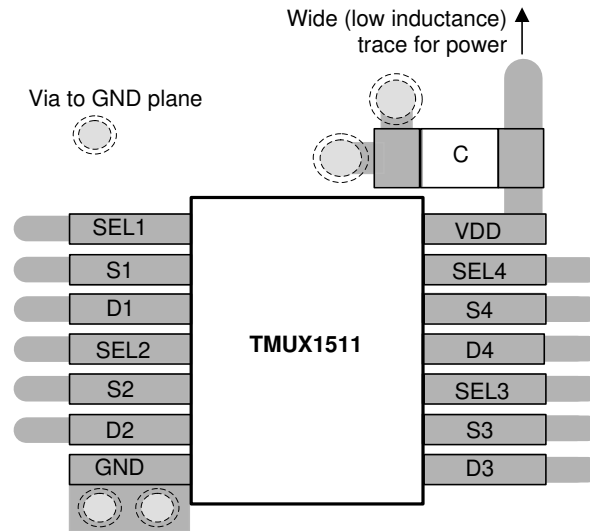 Wide (low inductance)
trace for power
Via to GND plane
C
SEL1
VDD
S1
SEL4
D1
S4
TMUX1511
SEL2
D4
S2
SEL3
D2
S3
GND
D3